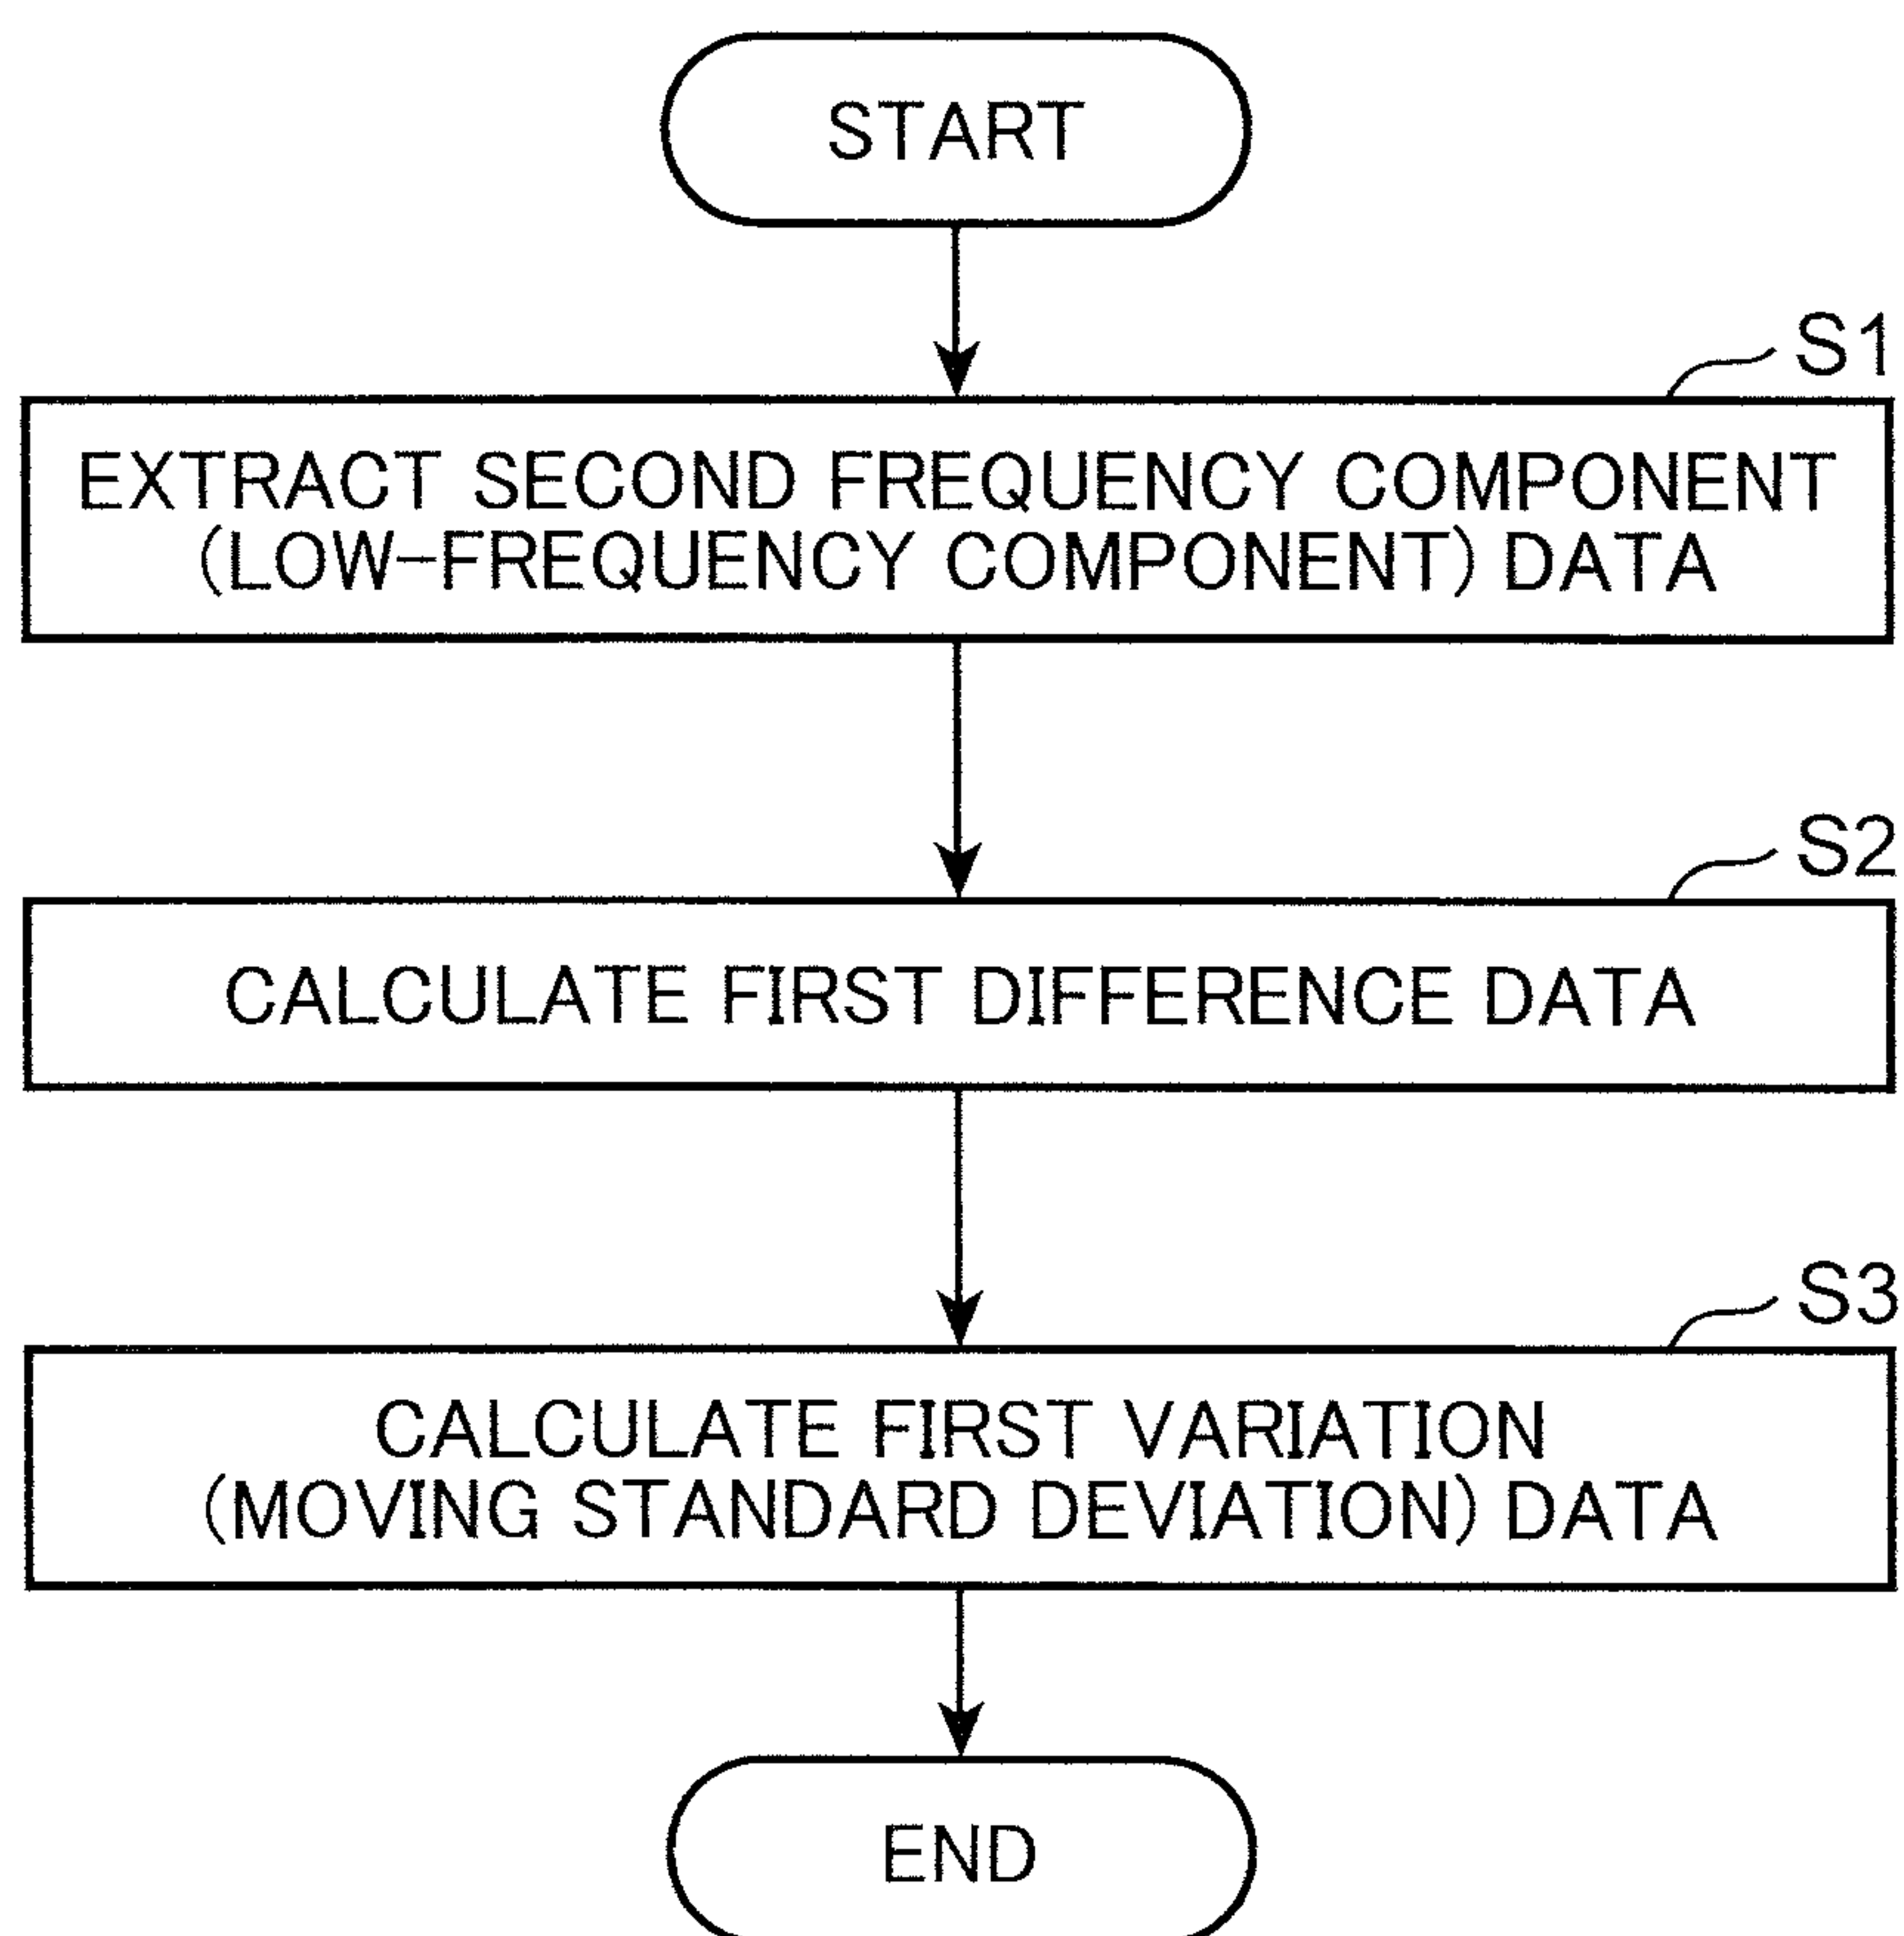 START
S1
EXTRACT SECOND FREQUENCY COMPONENT
(LOW-FREQUENCY COMPONENT) DATA
S2
CALCULATE FIRST DIFFERENCE DATA
S3
CALCULATE FIRST VARIATION
(MOVING STANDARD DEVIATION) DATA
END